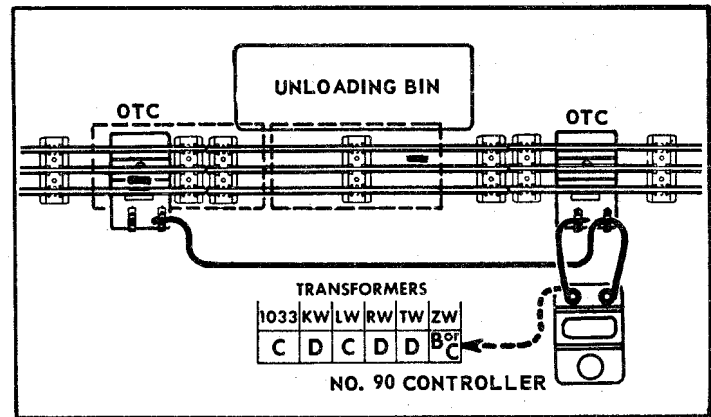 UNLOADING BIN
OTC
OTC
TRANSFORMERS
1033 KW LW RW TW ZW
C D C D D B or C
NO. 90 CONTROLLER